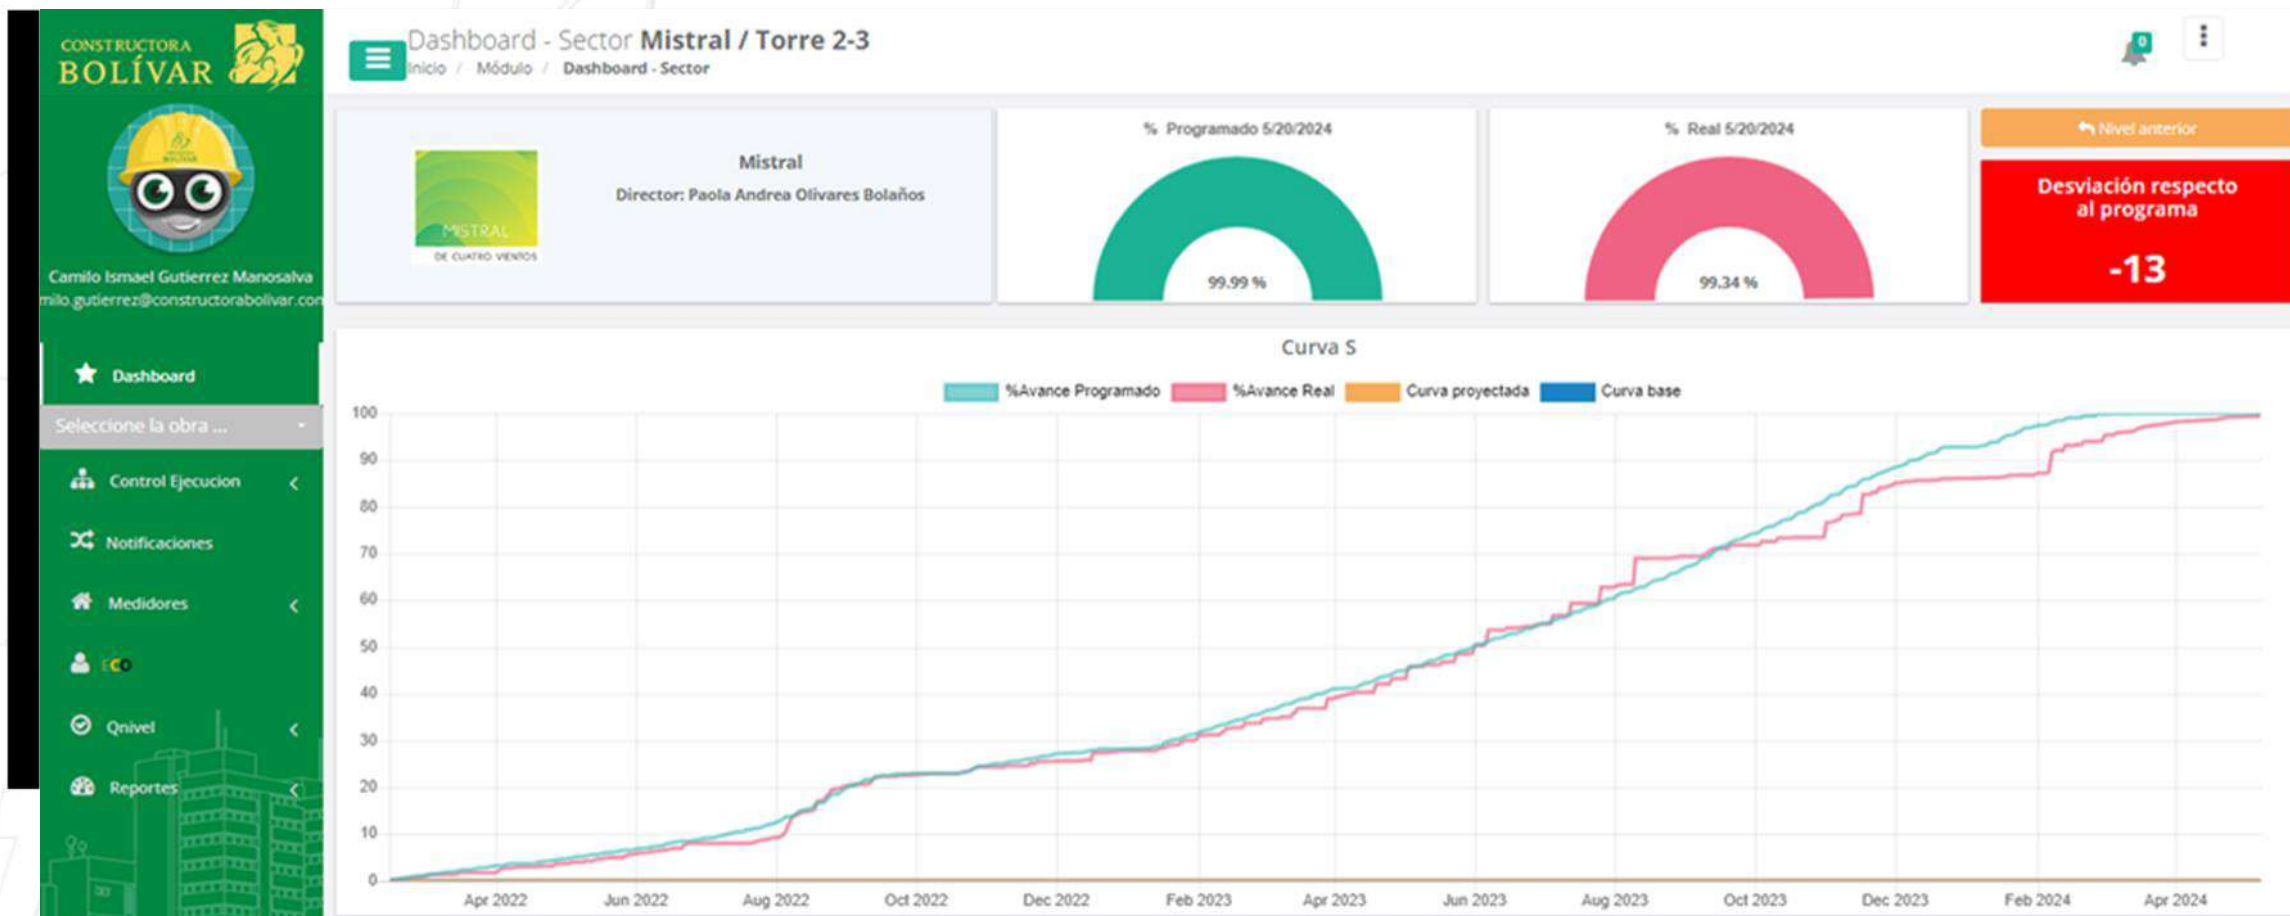 CONSTRUCTORA
BOLÍVAR
Camilo Ismael Gutierrez Manosalva
milo.gutierrez@constructorabolivar.con
Dashboard
Seleccione la obra ...
Control Ejecucion
Notificaciones
Medidores
ECO
Qnivel
Reportes
Dashboard - Sector Mistral / Torre 2-3
Inicio / Módulo / Dashboard - Sector
0
MISTRAL
DE CUATRO VIENTOS
Mistral
Director: Paola Andrea Olivares Bolaños
% Programado 5/20/2024
99.99 %
% Real 5/20/2024
99.34 %
Nivel anterior
Desviación respecto
al programa
-13
Curva S
%Avance Programado %Avance Real Curva proyectada Curva base
100
90
80
70
60
50
40
30
20
10
0
Apr 2022 Jun 2022 Aug 2022 Oct 2022 Dec 2022 Feb 2023 Apr 2023 Jun 2023 Aug 2023 Oct 2023 Dec 2023 Feb 2024 Apr 2024